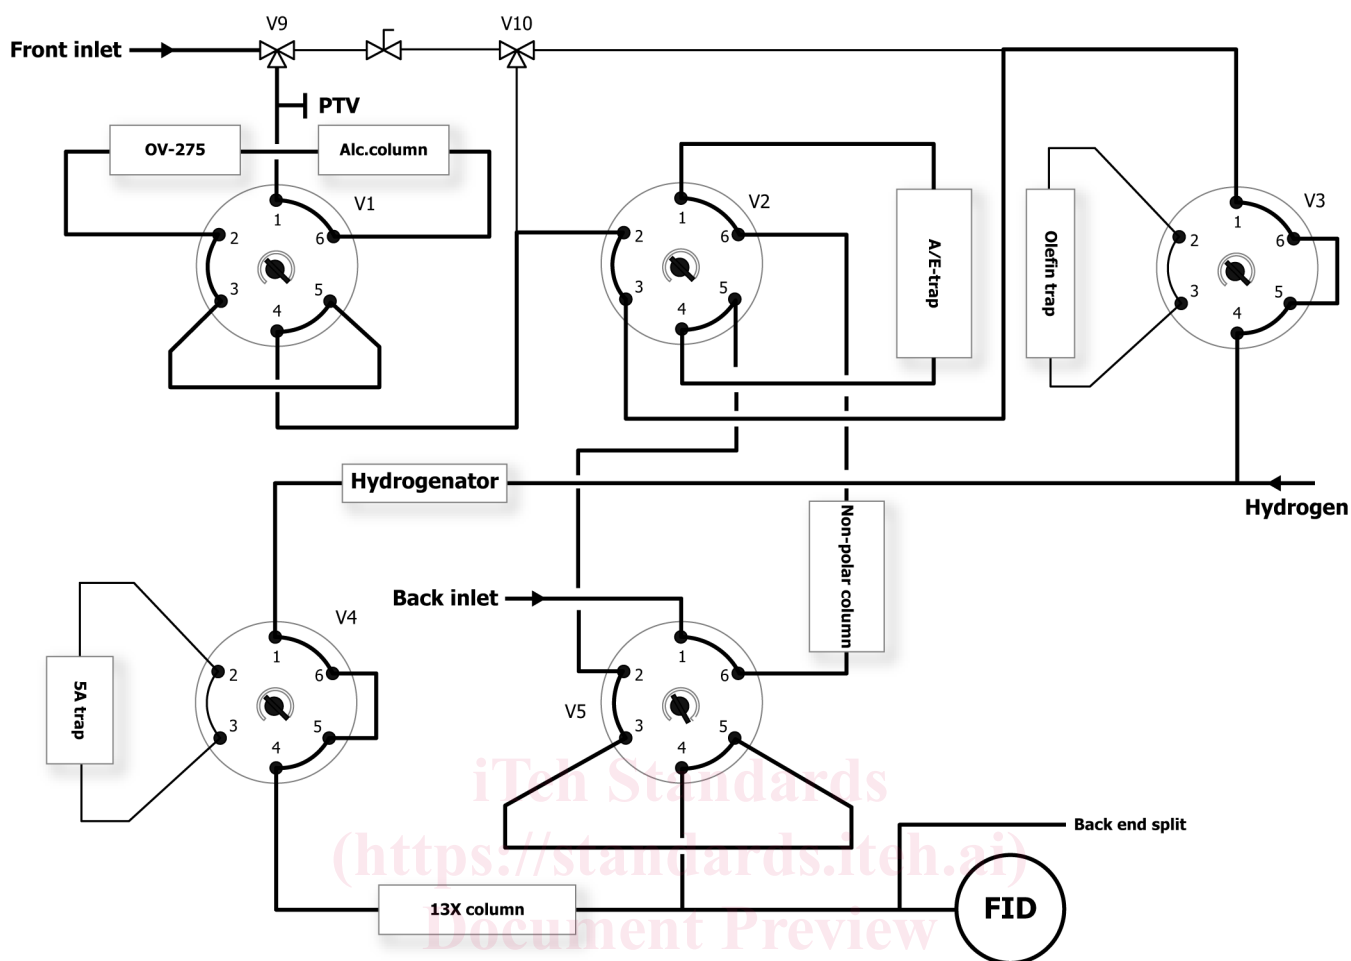 V9
V10
Front inlet
PTV
OV-275
Alc.column
V1
1
2
3
4
5
6
V2
1
2
3
4
5
6
A/E-trap
Olefin trap
V3
1
2
3
4
5
6
Hydrogenator
Hydrogen
Non-polar column
Back inlet
V4
1
2
3
4
5
6
5A trap
V5
1
2
3
4
5
6
iTeh Standards
(https://standards.iteh.ai)
Document Preview
Back end split
13X column
FID